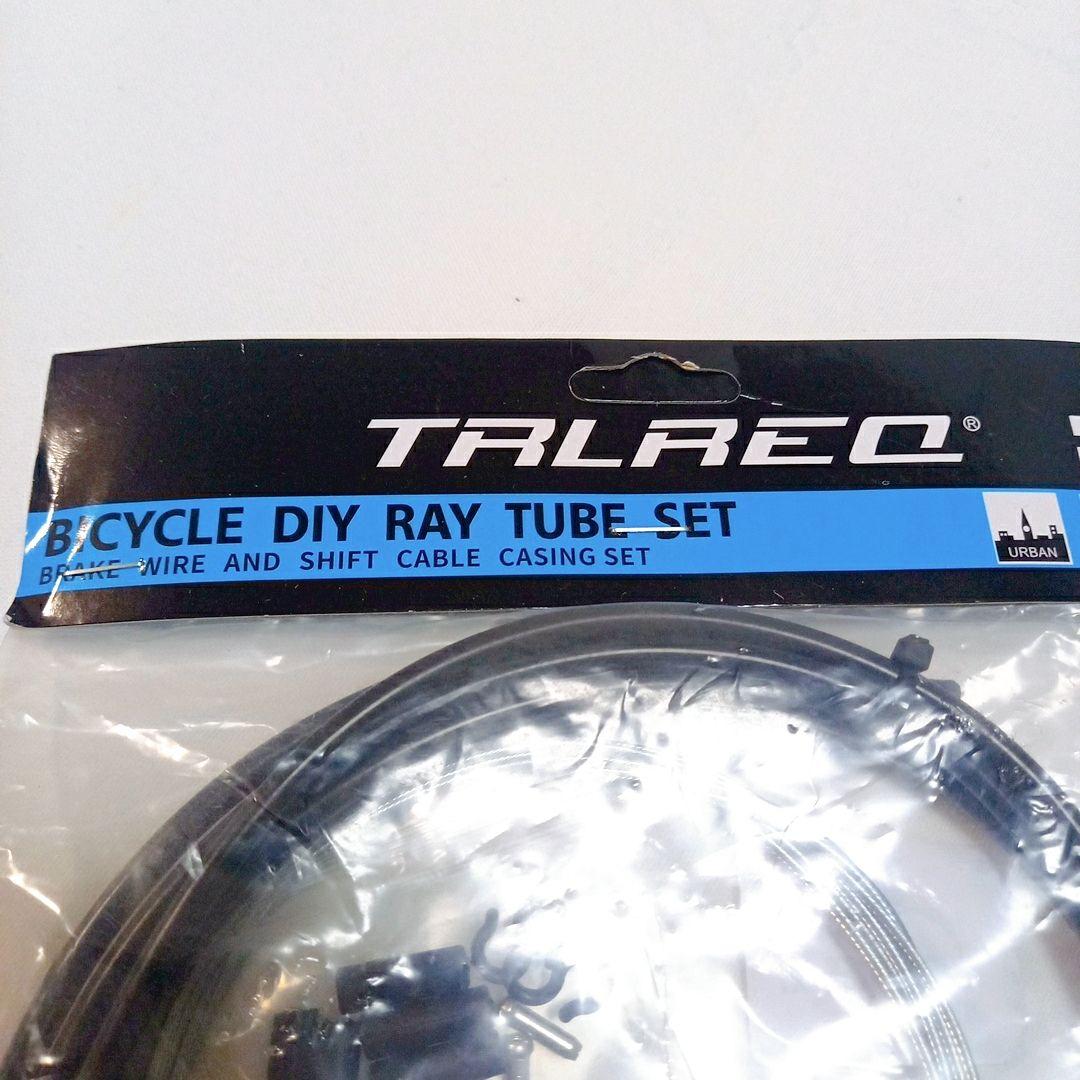 TRLREQ®
BICYCLE DIY RAY TUBE SET
BRAKE WIRE AND SHIFT CABLE CASING SET
URBAN